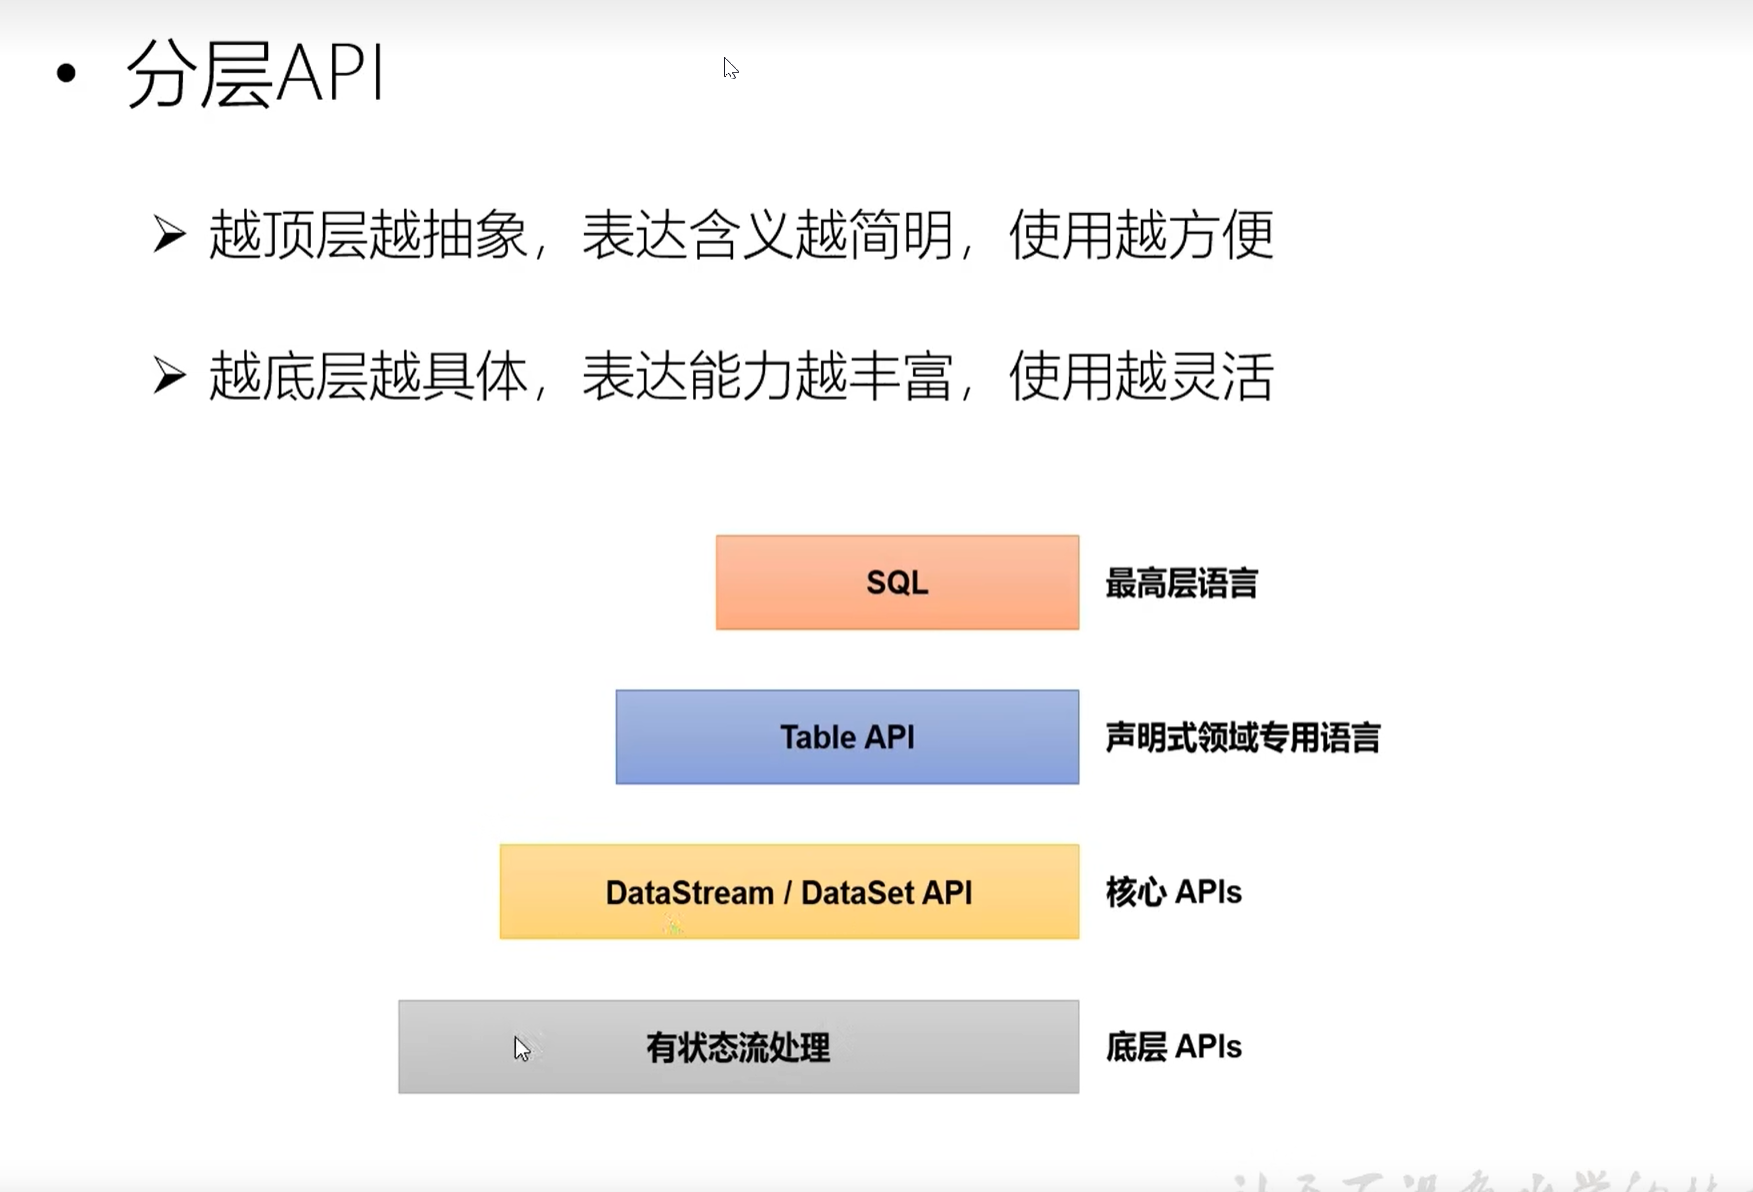 • 分层API
➢ 越顶层越抽象，表达含义越简明，使用越方便
➢ 越底层越具体，表达能力越丰富，使用越灵活
SQL 最高层语言
Table API 声明式领域专用语言
DataStream / DataSet API 核心 APIs
有状态流处理 底层 APIs